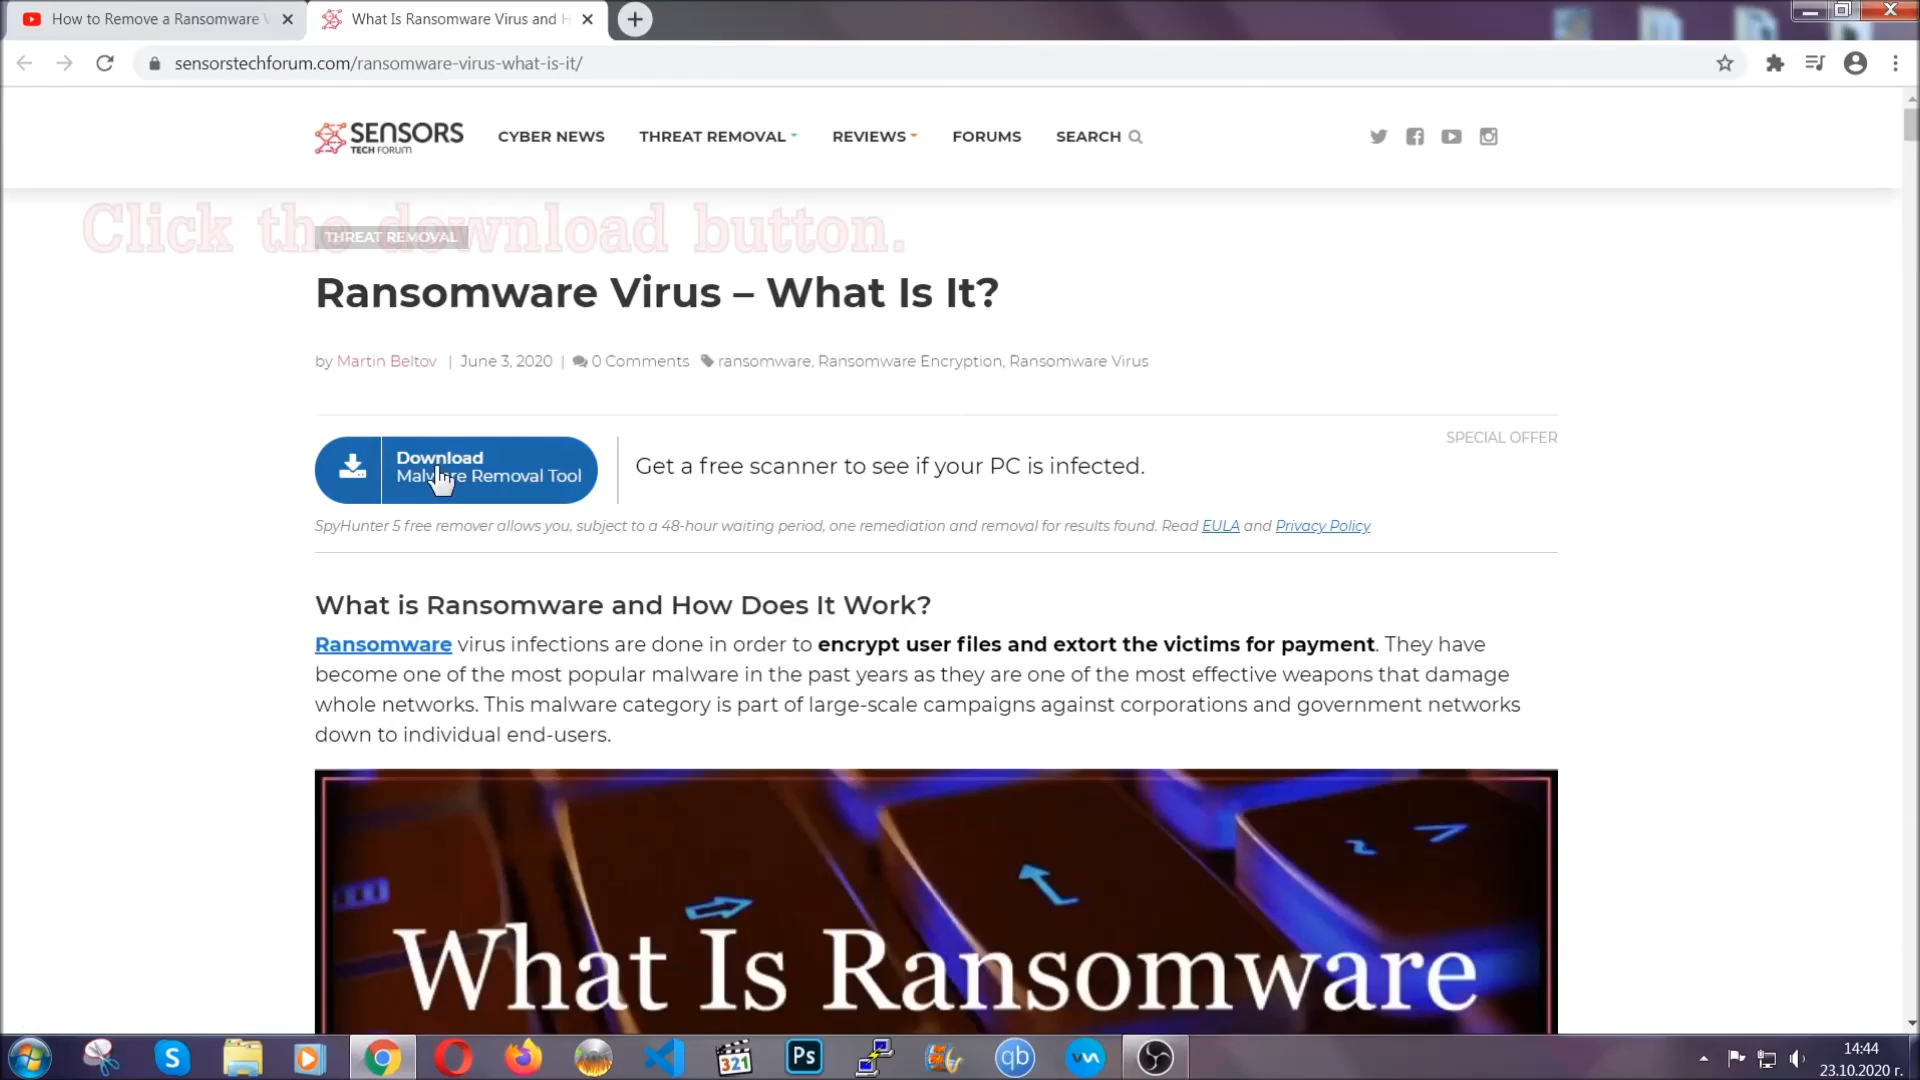 How to Remove a Ransomware V
What Is Ransomware Virus and H
sensorstechforum.com/ransomware-virus-what-is-it/
SENSORS
TECH FORUM
CYBER NEWS
THREAT REMOVAL
REVIEWS
FORUMS
SEARCH
Click the download button.
THREAT REMOVAL
Ransomware Virus – What Is It?
by Martin Beltov | June 3, 2020 | 0 Comments ransomware, Ransomware Encryption, Ransomware Virus
SPECIAL OFFER
Download
Malware Removal Tool
Get a free scanner to see if your PC is infected.
SpyHunter 5 free remover allows you, subject to a 48-hour waiting period, one remediation and removal for results found. Read EULA and Privacy Policy
What is Ransomware and How Does It Work?
Ransomware virus infections are done in order to encrypt user files and extort the victims for payment. They have
become one of the most popular malware in the past years as they are one of the most effective weapons that damage
whole networks. This malware category is part of large-scale campaigns against corporations and government networks
down to individual end-users.
What Is Ransomware
S
321
Ps
qb
14:44
23.10.2020 г.